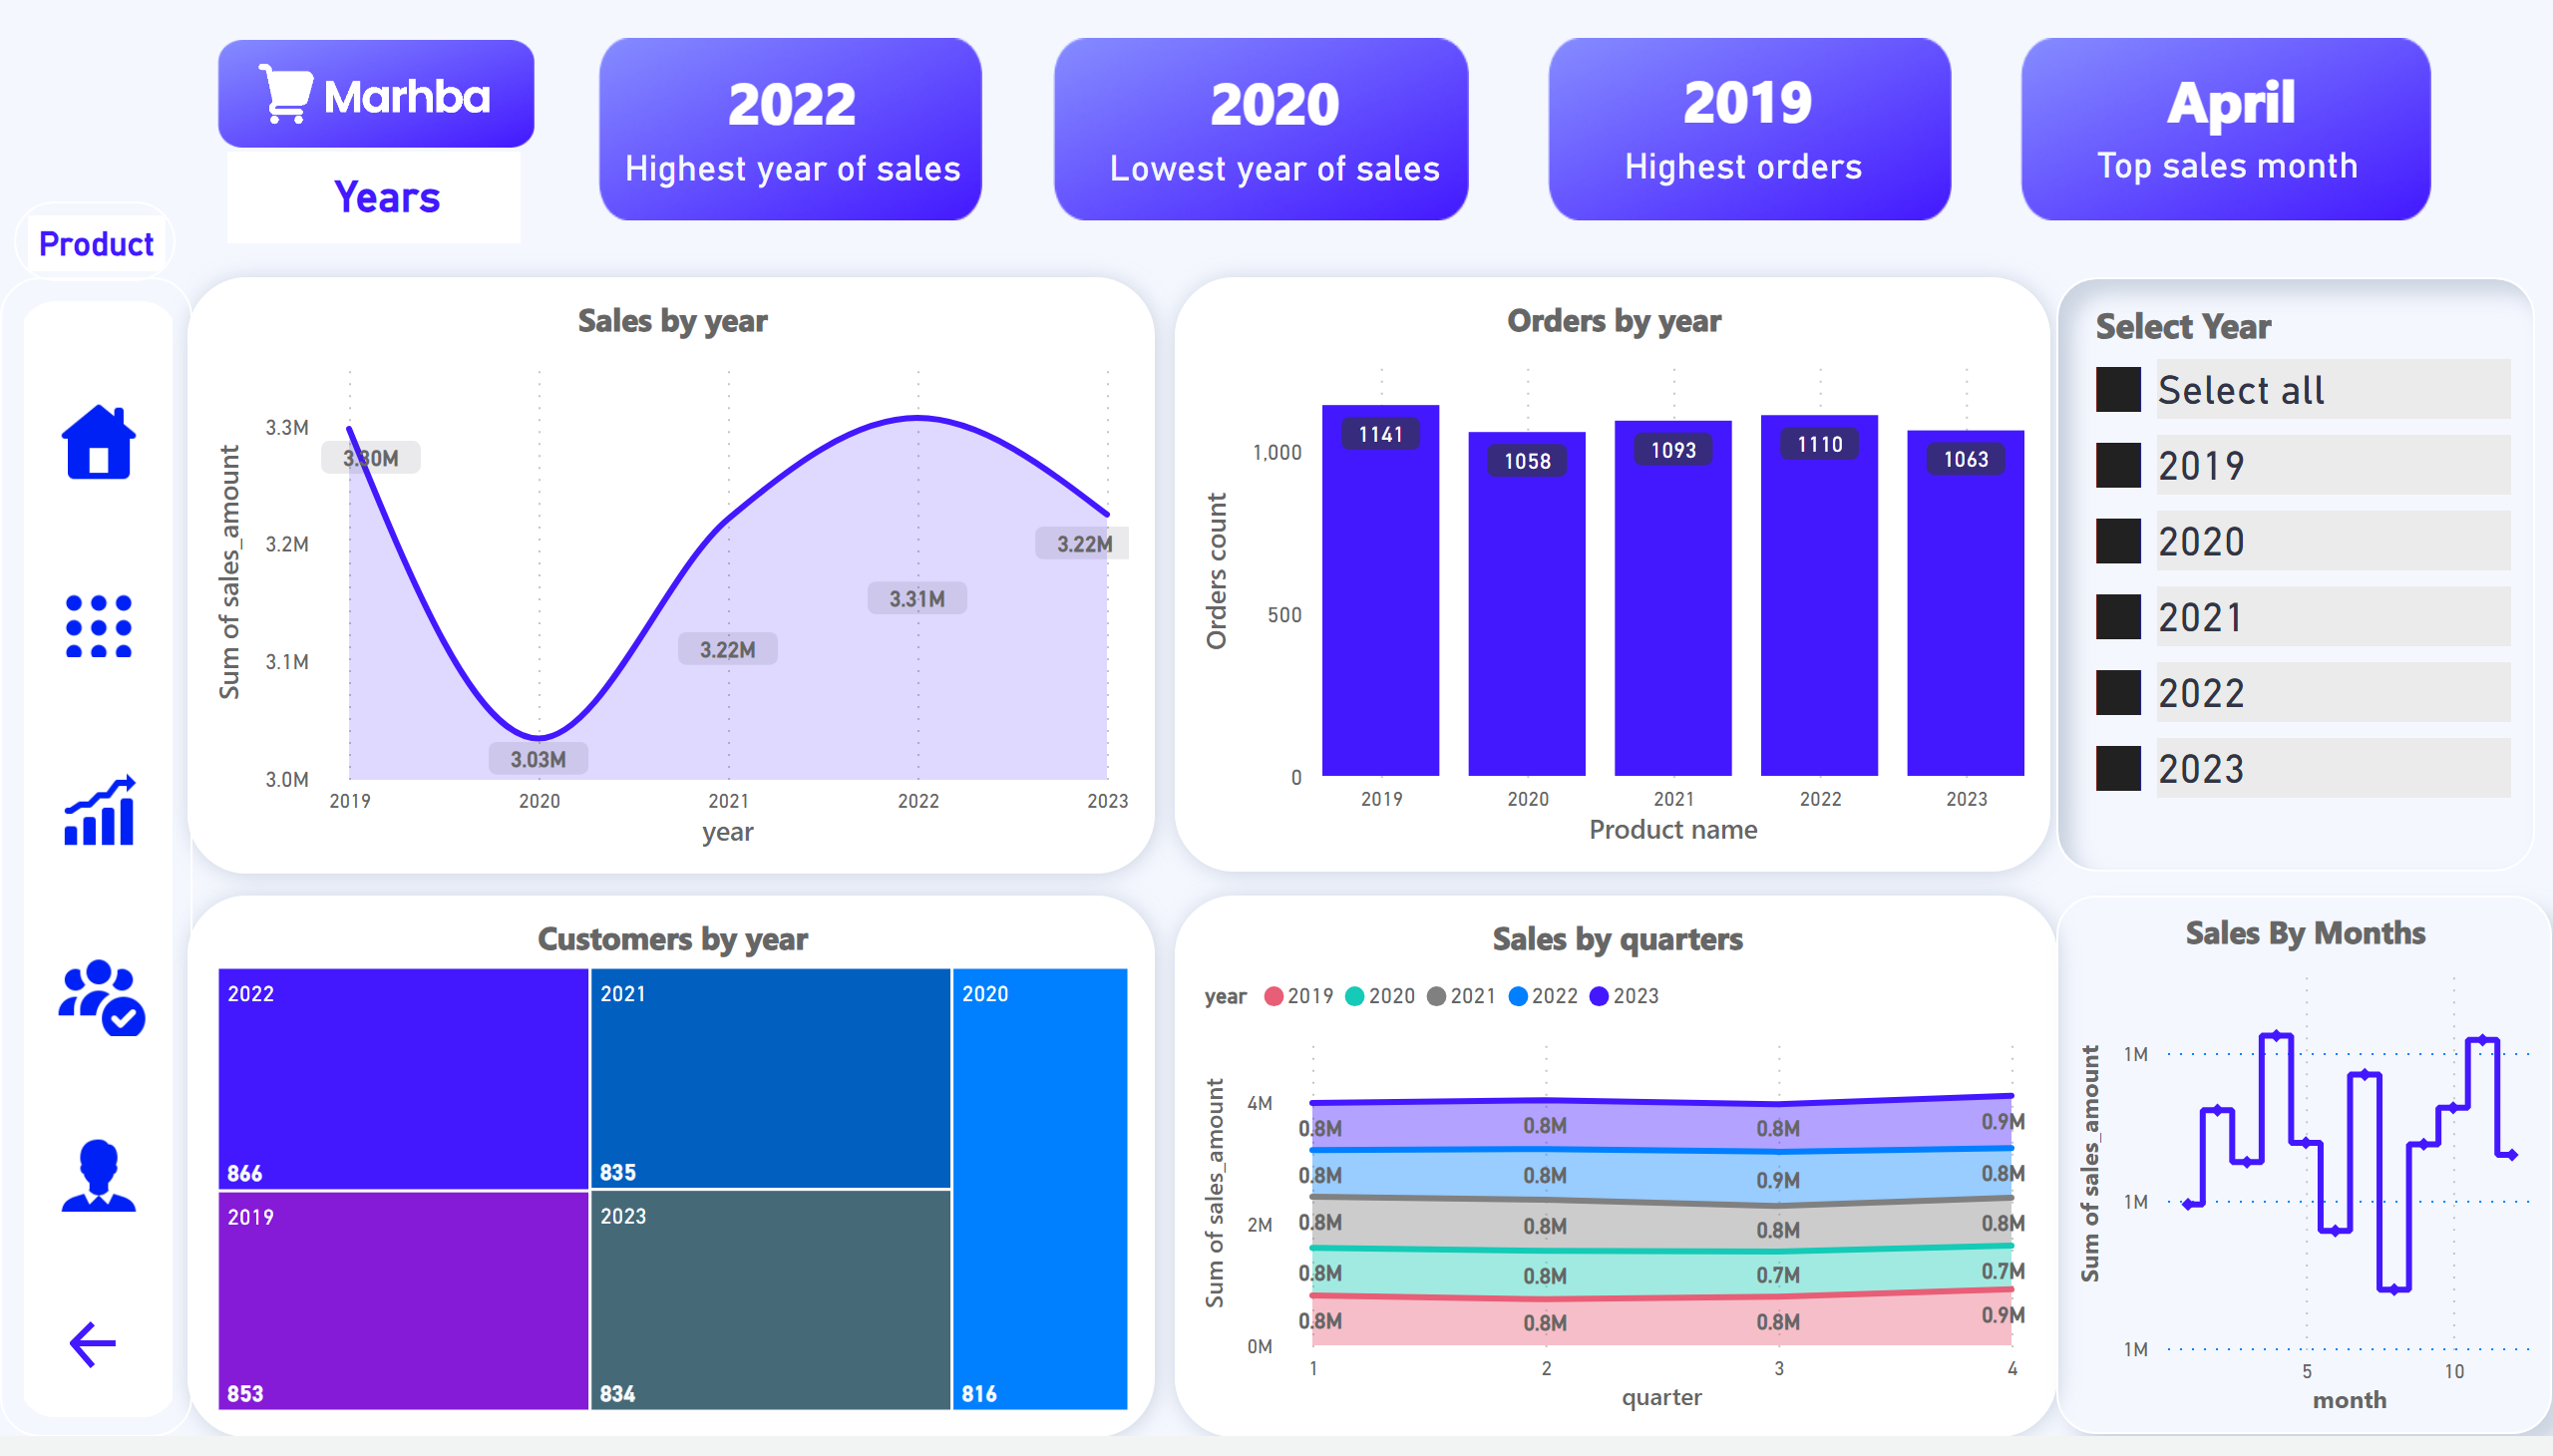 Marhba
Years
2022
Highest year of sales
2020
Lowest year of sales
2019
Highest orders
April
Top sales month
Product
Sales by year
Sum of sales_amount
3.3M
3.2M
3.1M
3.0M
3.30M
3.03M
3.22M
3.31M
3.22M
2019 2020 2021 2022 2023
year
Orders by year
Orders count
1,000
500
0
1141 1058 1093 1110 1063
2019 2020 2021 2022 2023
Product name
Select Year
Select all
2019
2020
2021
2022
2023
Customers by year
2022
866
2021
835
2020
816
2019
853
2023
834
Sales by quarters
year 2019 2020 2021 2022 2023
Sum of sales_amount
4M
2M
0M
0.8M 0.8M 0.8M 0.9M
0.8M 0.8M 0.9M 0.8M
0.8M 0.8M 0.8M 0.8M
0.8M 0.8M 0.7M 0.7M
0.8M 0.8M 0.8M 0.9M
1 2 3 4
quarter
Sales By Months
Sum of sales_amount
1M
1M
1M
5 10
month